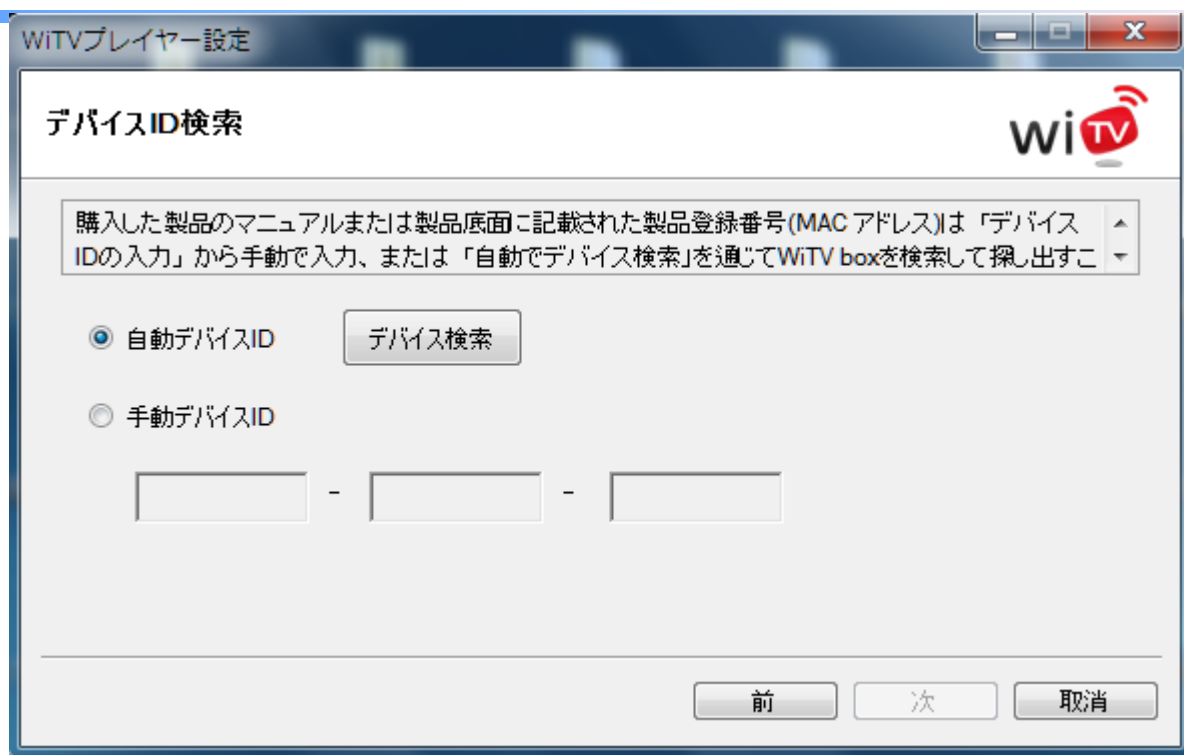 WiTVプレイヤー設定
デバイスID検索
wiTV
購入した製品のマニュアルまたは製品底面に記載された製品登録番号(MAC アドレス)は「デバイス
IDの入力」から手動で入力、または「自動でデバイス検索」を通じてWiTV boxを検索して探し出すこ
自動デバイスID
デバイス検索
手動デバイスID
- -
前 次 取消